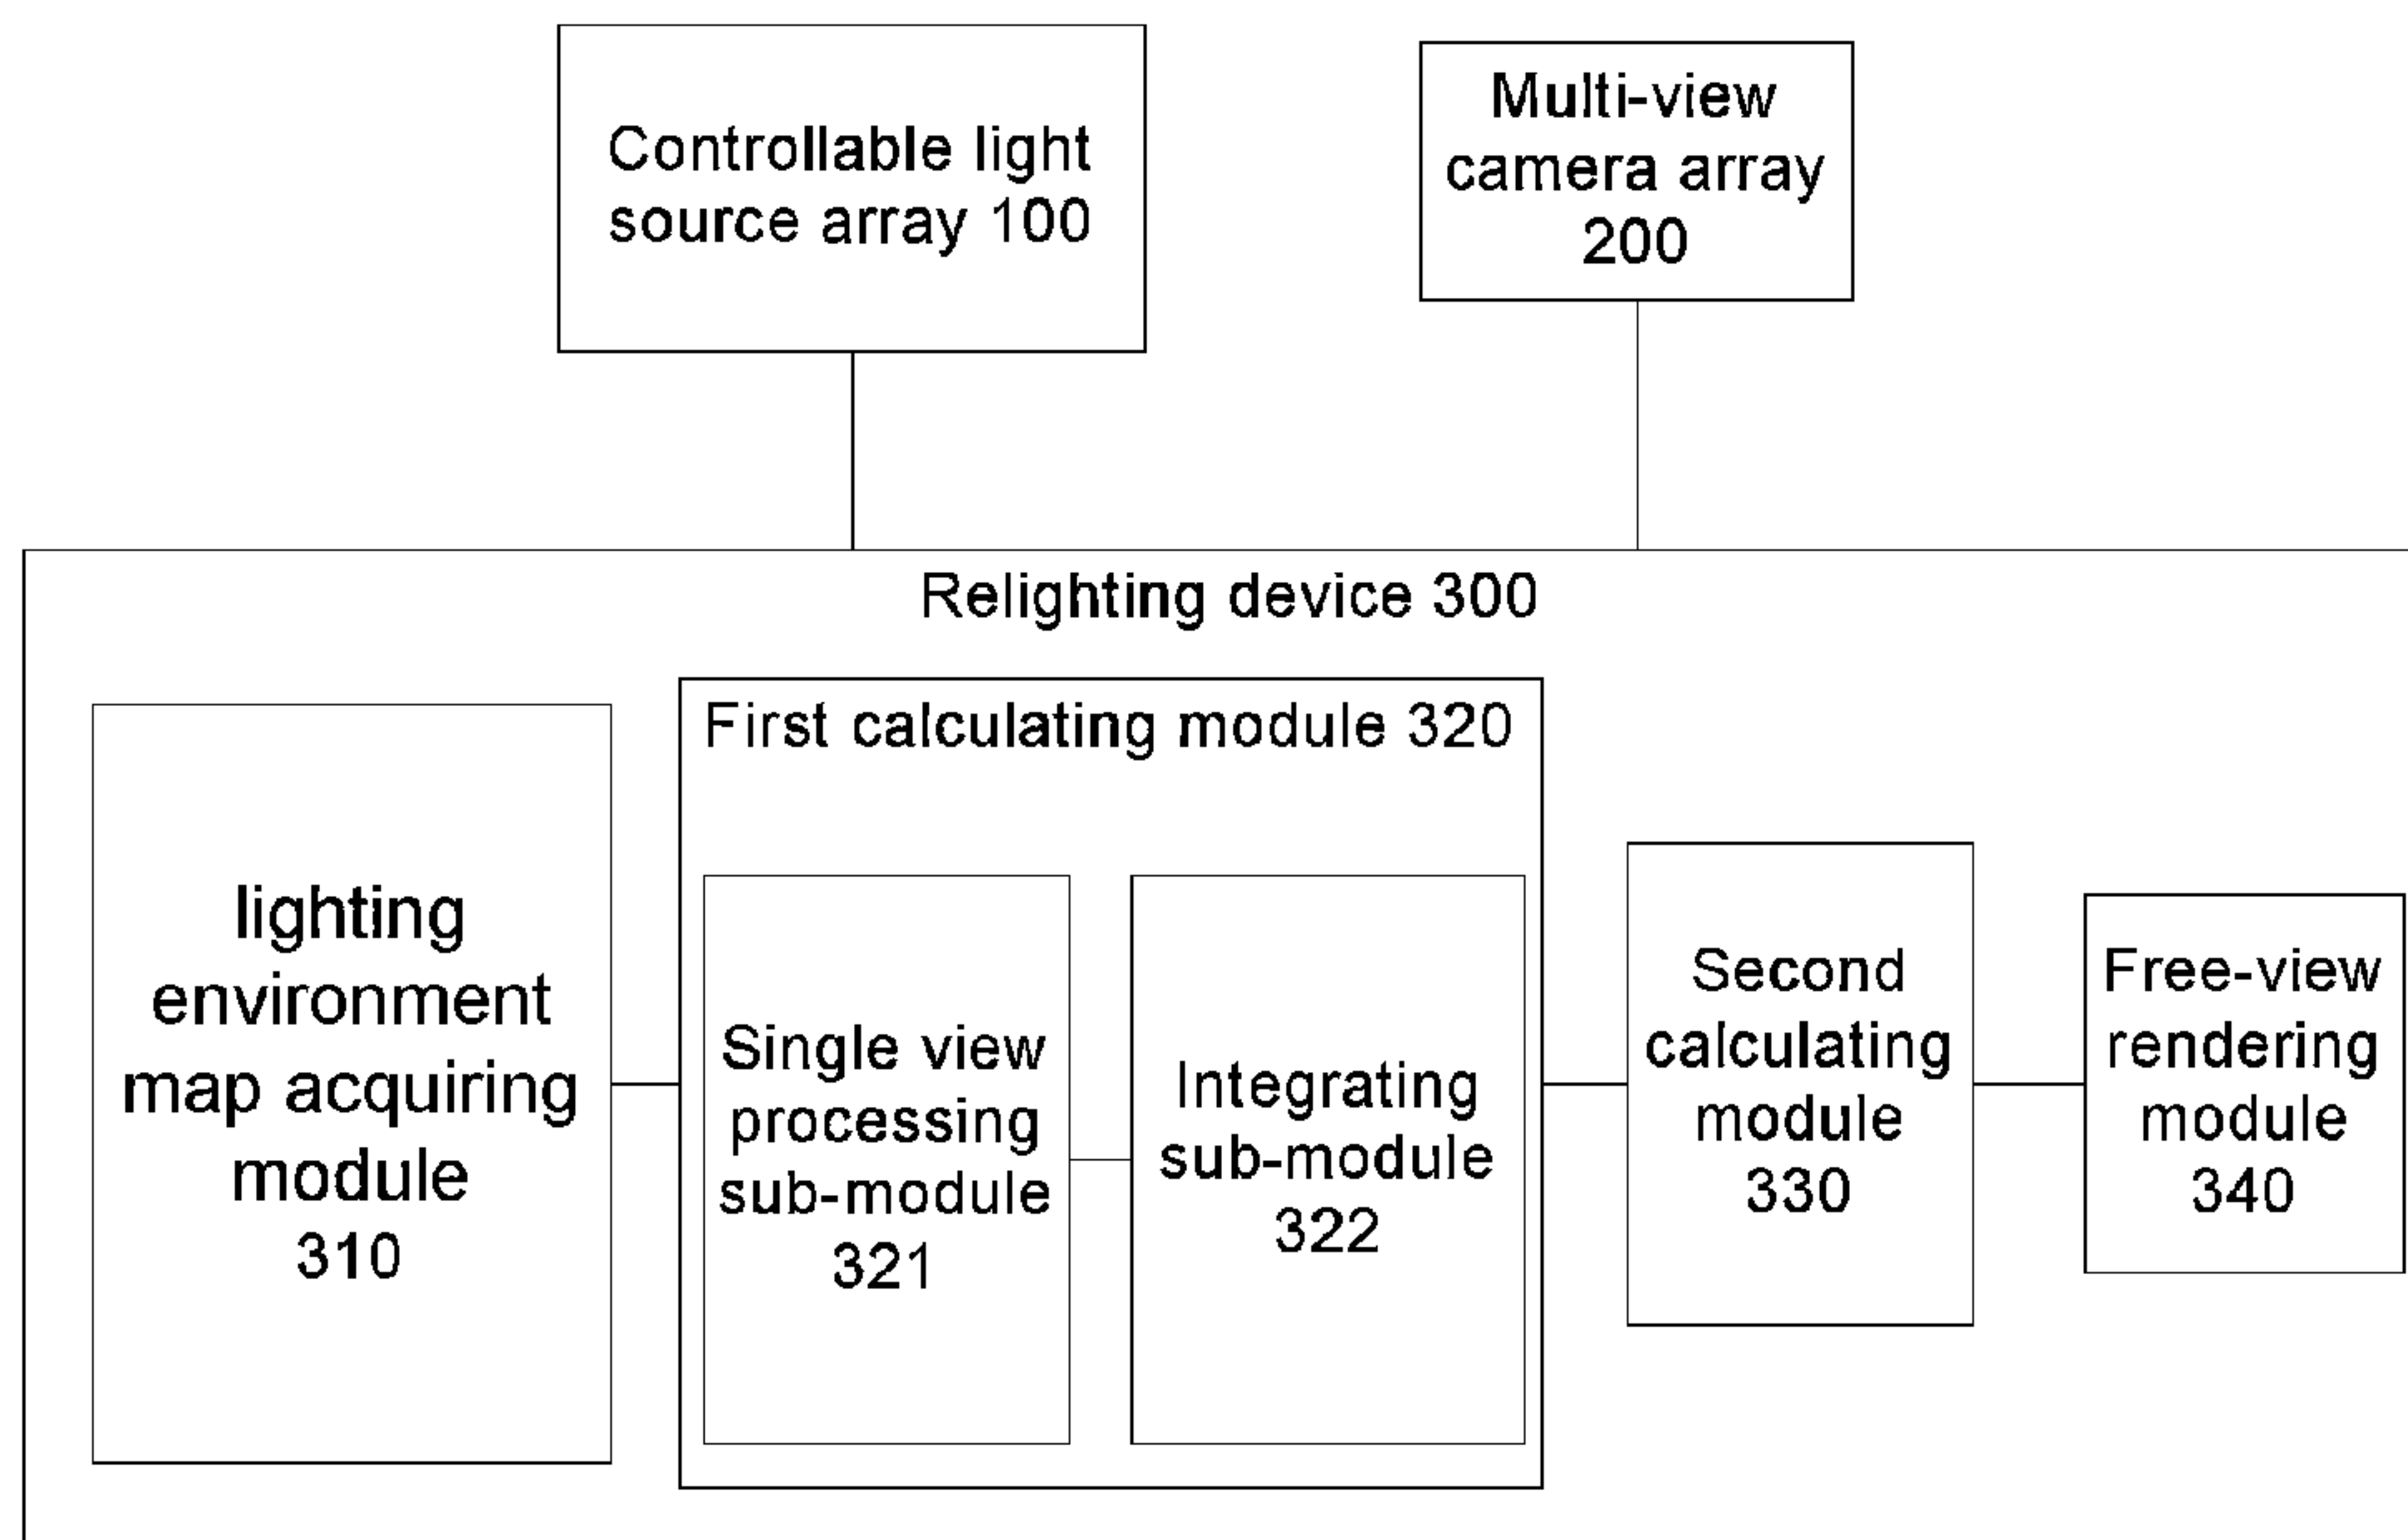 Controllable light
source array 100
Multi-view
camera array
200
Relighting device 300
lighting
environment
map acquiring
module
310
First calculating module 320
Single view
processing
sub-module
321
Integrating
sub-module
322
Second
calculating
module
330
Free-view
rendering
module
340